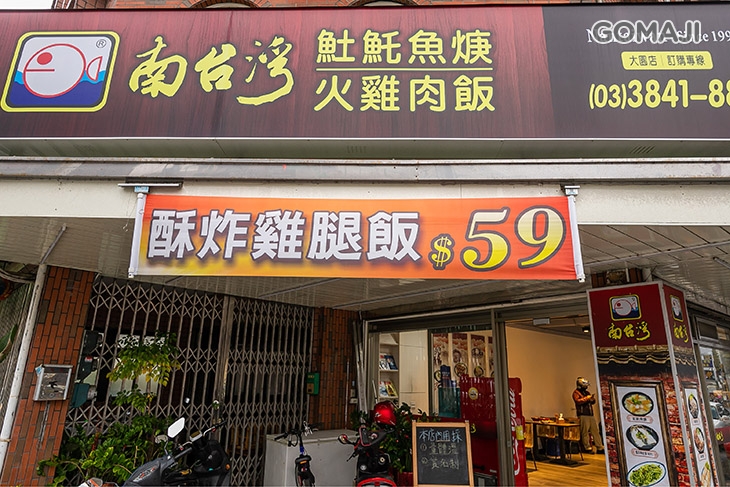 南台灣
®
魠魠魚焿
火雞肉飯
GOMAJI
大園店 訂購專線
(03)3841-88
酥炸雞腿飯 $59
南台灣